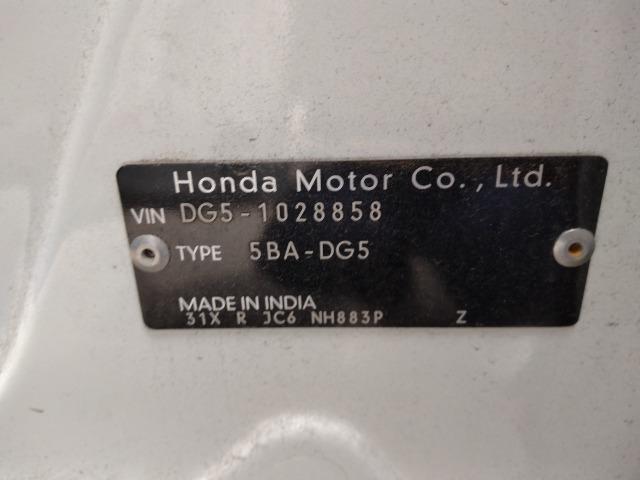 Honda Motor Co., Ltd.
VIN DG5-1028858
TYPE 5BA-DG5
MADE IN INDIA
31X R JC6 NH883P Z